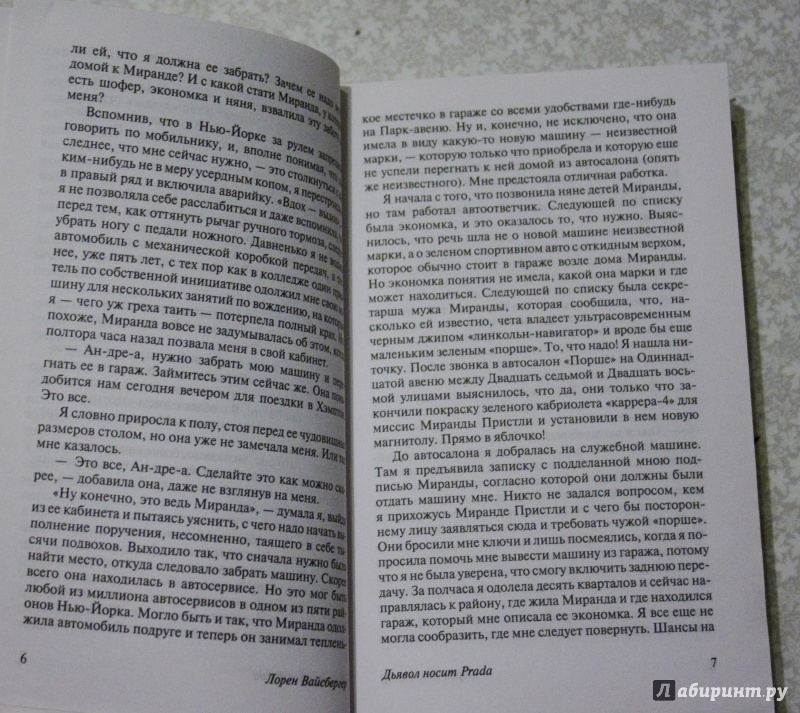 ли ей, что я должна ее забрать? Зачем ее надо
домой к Миранде? И с какой стати Миранда, у
есть шофер, экономка и няня, взвалила эту
меня?
Вспомнив, что в Нью-Йорке за рулем
говорить по мобильнику, и, вполне понимая, что
следнее, что мне сейчас нужно, — это столкнуться с
ким-нибудь не в меру усердным копом, я
в правый ряд и включила аварийку. «Вдох —
я не позволяла себе расслабиться и даже вспомнила,
перед тем, как оттянуть рычаг ручного тормоза,
убрать ногу с педали ножного. Давненько я не
автомобиль с механической коробкой передач,
нее, уже пять лет, с тех пор как в колледже один
тель по собственной инициативе одолжил мне свою
шину для нескольких занятий по вождению, на
я — чего уж греха таить — потерпела полный крах. Но
похоже, Миранда вовсе не задумывалась об этом,
полтора часа назад позвала меня в свой кабинет.
— Ан-дре-а, нужно забрать мою машину и
гнать ее в гараж. Займитесь этим сейчас же. Она
добится нам сегодня вечером для поездки в
Это все.
Я словно приросла к полу, стоя перед ее
размеров столом, но она уже не замечала меня. Или
мне казалось.
— Это все, Ан-дре-а. Сделайте это как можно ско-
рее, — добавила она, даже не взглянув на меня.
«Ну конечно, это ведь Миранда», — думала я,
из ее кабинета и пытаясь уяснить, с чего надо начать вы-
полнение поручения, несомненно, таящего в себе ты-
сячи подвохов. Выходило так, что сначала нужно было
найти место, откуда следовало забрать машину. Скорее
всего она находилась в автосервисе. Но это мог быть
любой из миллиона автосервисов в одном из пяти рай-
онов Нью-Йорка. Могло быть и так, что Миранда одол-
жила автомобиль подруге и теперь он занимал теплень-
6
Лорен Вайсбергер
кое местечко в гараже со всеми удобствами где-нибудь
на Парк-авеню. Ну и, конечно, не исключено, что она
имела в виду какую-то новую машину — неизвестной
марки, — которую только что приобрела и которую еще
не успели перегнать к ней домой из автосалона (опять
же неизвестного). Мне предстояла отличная работка.
Я начала с того, что позвонила няне детей Миранды,
но там работал автоответчик. Следующей по списку
была экономка, и это оказалось то, что нужно. Выяс-
нилось, что речь шла не о новой машине неизвестной
марки, а о зеленом спортивном авто с откидным верхом,
которое обычно стоит в гараже возле дома Миранды.
Но экономка понятия не имела, какой она марки и где
может находиться. Следующей по списку была секре-
тарша мужа Миранды, которая сообщила, что, на-
сколько ей известно, чета владеет ультрасовременным
черным джипом «линкольн-навигатор» и вроде бы еще
маленьким зеленым «порше». То, что надо! Я нашла ни-
точку. После звонка в автосалон «Порше» на Одиннад-
цатой авеню между Двадцать седьмой и Двадцать вось-
мой улицами выяснилось, что да, они только что за-
кончили покраску зеленого кабриолета «каррера-4» для
миссис Миранды Пристли и установили в нем новую
магнитолу. Прямо в яблочко!
До автосалона я добралась на служебной машине.
Там я предъявила записку с подделанной мною под-
писью Миранды, согласно которой они должны были
отдать машину мне. Никто не задался вопросом, кем
я прихожусь Миранде Пристли и с чего бы посторон-
нему лицу заявляться сюда и требовать чужой «порше».
Они бросили мне ключи и лишь посмеялись, когда я по-
просила помочь мне вывести машину из гаража, потому
что я не была уверена, что смогу включить заднюю пере-
дачу. За полчаса я одолела десять кварталов и сейчас на-
правлялась к району, где жила Миранда и где находился
гараж, который мне описала ее экономка. Я все еще не
могла сообразить, где мне следует повернуть. Шансы на
Дьявол носит Prada
7
Лабиринт.ру